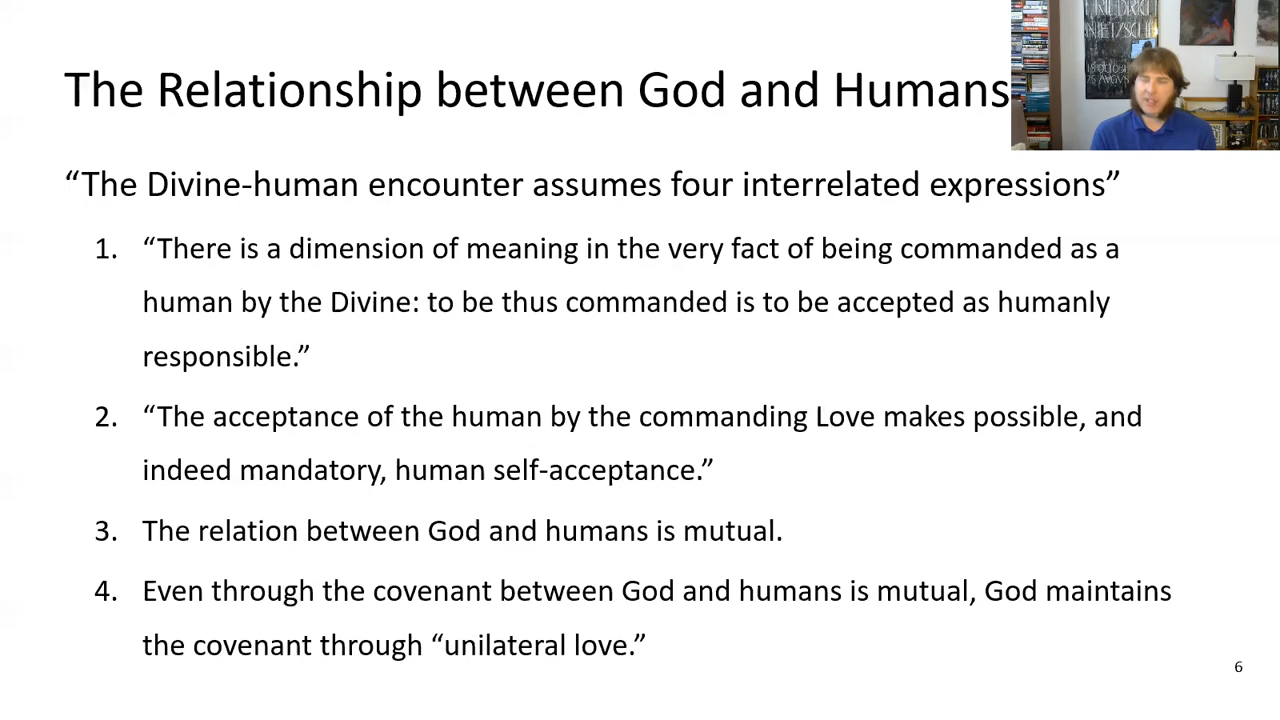 The Relationship between God and Humans
FRIEDRICH
NIETZSCHE
“The Divine-human encounter assumes four interrelated expressions”
1. “There is a dimension of meaning in the very fact of being commanded as a
human by the Divine: to be thus commanded is to be accepted as humanly
responsible.”
2. “The acceptance of the human by the commanding Love makes possible, and
indeed mandatory, human self-acceptance.”
3. The relation between God and humans is mutual.
4. Even through the covenant between God and humans is mutual, God maintains
the covenant through “unilateral love.”
6